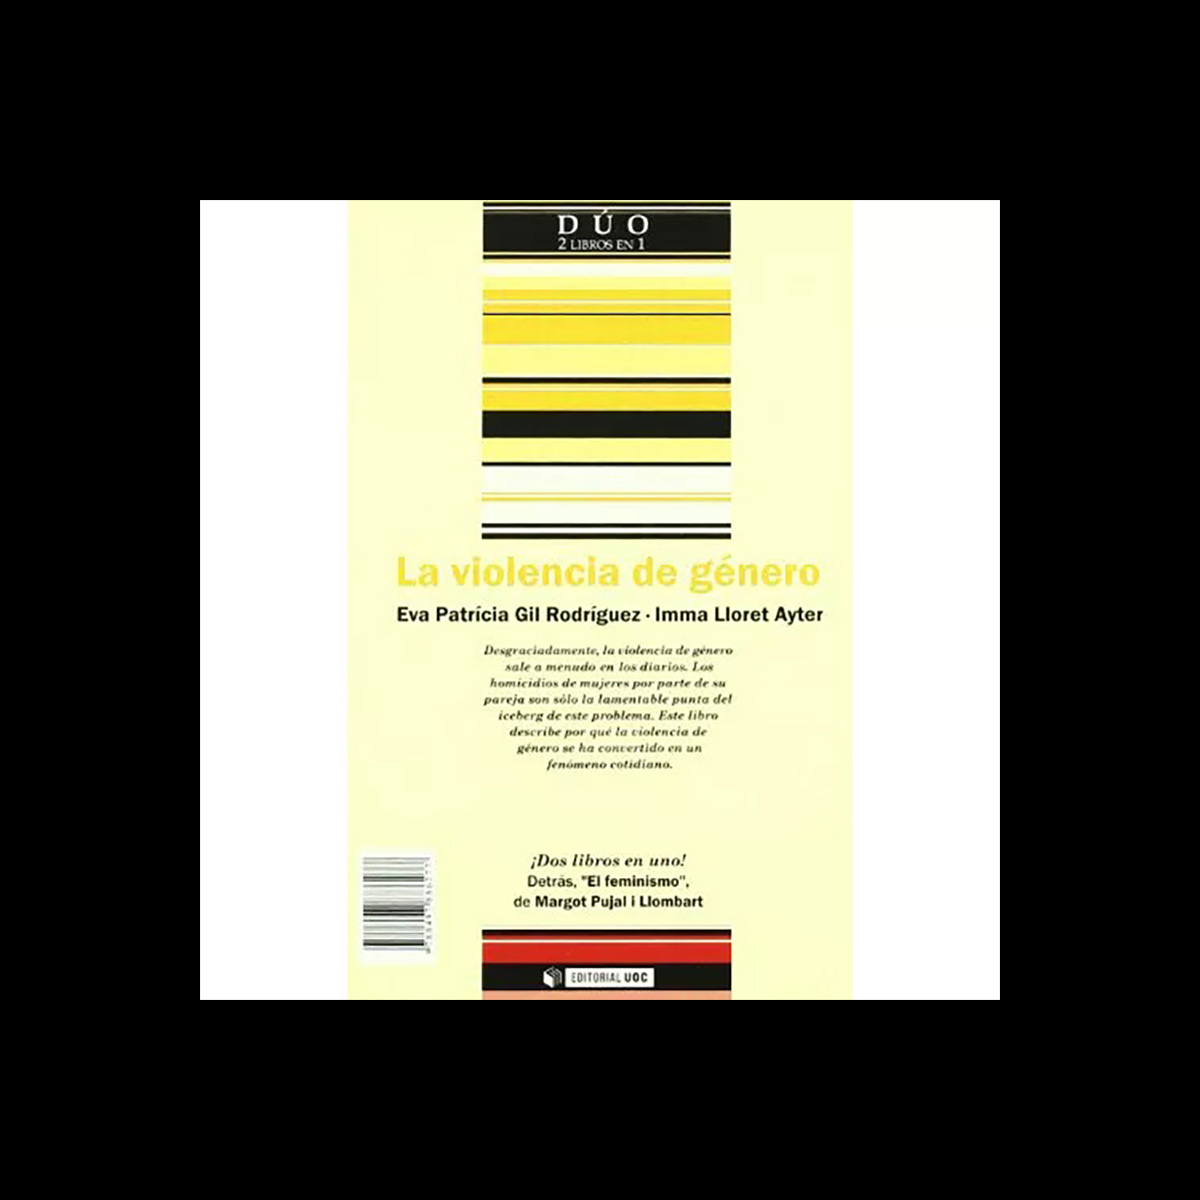 DÚO
2 LIBROS EN 1
La violencia de género
Eva Patrícia Gil Rodríguez · Imma Lloret Ayter
Desgraciadamente, la violencia de género
sale a menudo en los diarios. Los
homicidios de mujeres por parte de su
pareja son sólo la lamentable punta del
iceberg de este problema. Este libro
describe por qué la violencia de
género se ha convertido en un
fenómeno cotidiano.
¡Dos libros en uno!
Detrás, "El feminismo",
de Margot Pujal i Llombart
EDITORIAL UOC